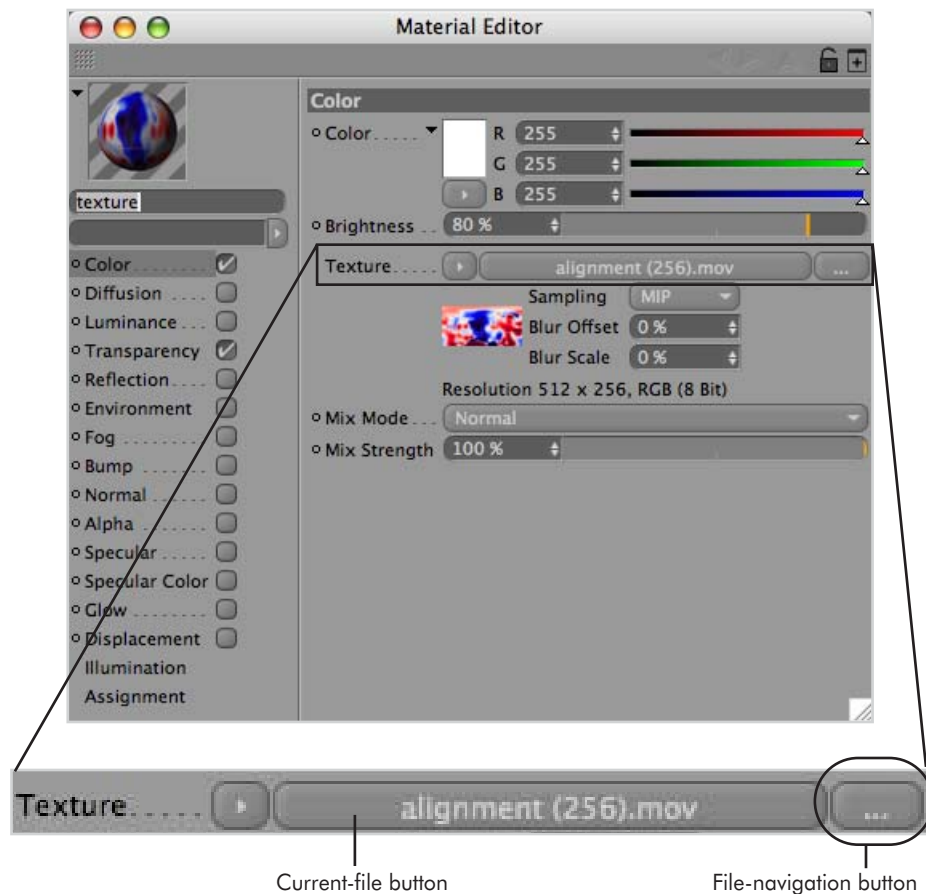 Material Editor
texture
Color ........
Diffusion ....
Luminance ...
Transparency
Reflection ....
Environment
Fog ........
Bump .......
Normal ......
Alpha .......
Specular .....
Specular Color
Glow ........
Displacement
Illumination
Assignment
Color
Color ..... R 255
G 255
B 255
Brightness .. 80 %
Texture ..... alignment (256).mov ...
Sampling MIP
Blur Offset 0 %
Blur Scale 0 %
Resolution 512 x 256, RGB (8 Bit)
Mix Mode ... Normal
Mix Strength 100 %
Texture ..... alignment (256).mov ...
Current-file button File-navigation button